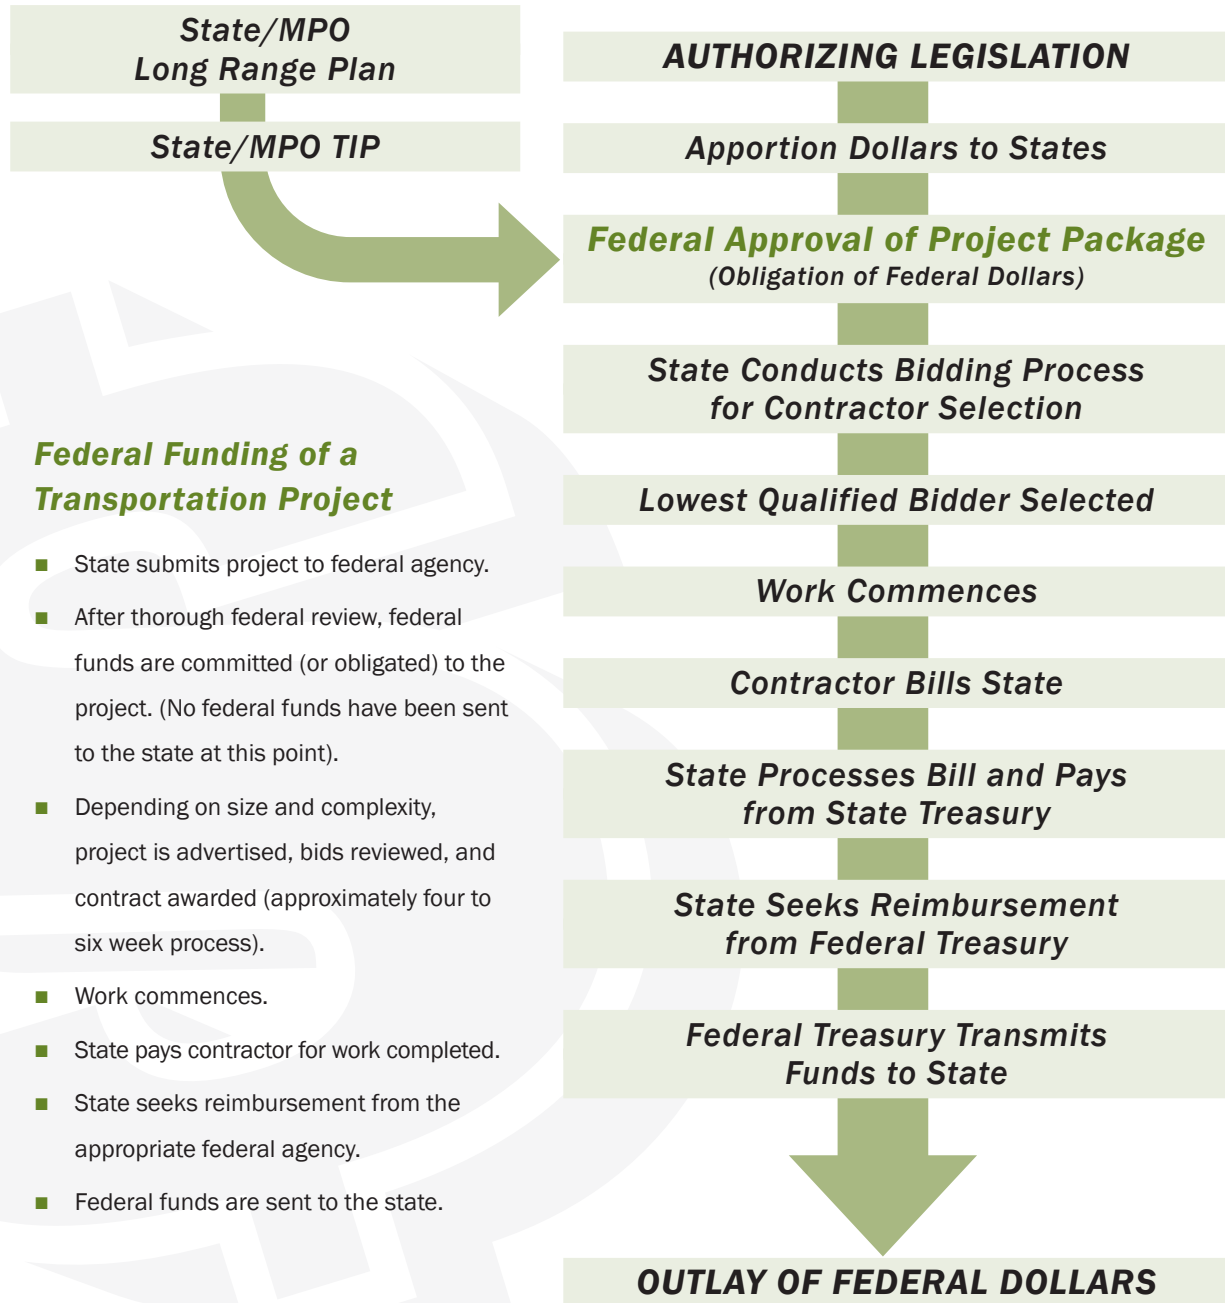 State/MPO
Long Range Plan
State/MPO TIP
AUTHORIZING LEGISLATION
Apportion Dollars to States
Federal Approval of Project Package
(Obligation of Federal Dollars)
State Conducts Bidding Process
for Contractor Selection
Lowest Qualified Bidder Selected
Work Commences
Contractor Bills State
State Processes Bill and Pays
from State Treasury
State Seeks Reimbursement
from Federal Treasury
Federal Treasury Transmits
Funds to State
OUTLAY OF FEDERAL DOLLARS
Federal Funding of a
Transportation Project
■ State submits project to federal agency.
■ After thorough federal review, federal
funds are committed (or obligated) to the
project. (No federal funds have been sent
to the state at this point).
■ Depending on size and complexity,
project is advertised, bids reviewed, and
contract awarded (approximately four to
six week process).
■ Work commences.
■ State pays contractor for work completed.
■ State seeks reimbursement from the
appropriate federal agency.
■ Federal funds are sent to the state.